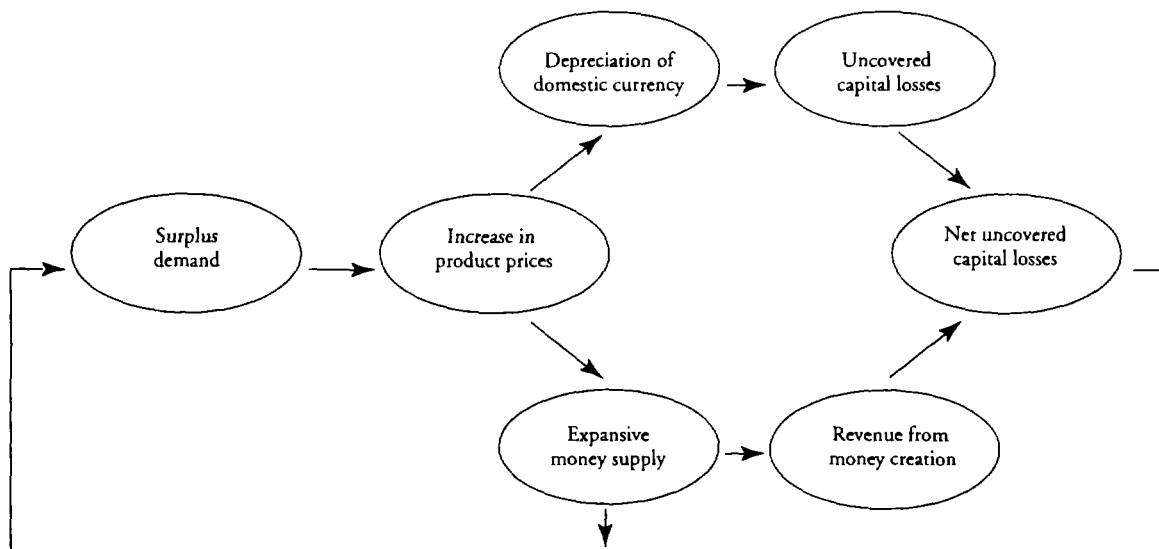 Depreciation of
domestic currency
Uncovered
capital losses
Surplus
demand
Increase in
product prices
Net uncovered
capital losses
Expansive
money supply
Revenue from
money creation